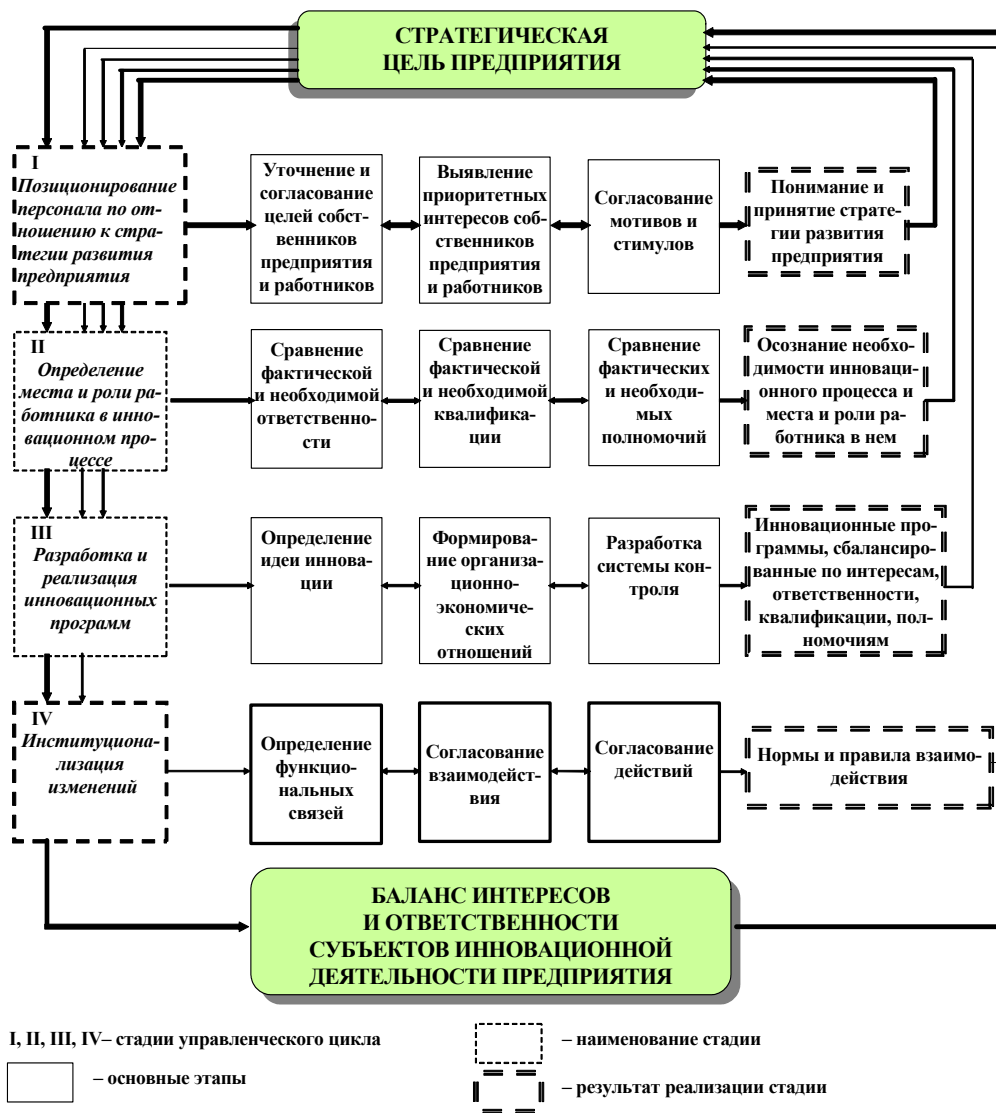 СТРАТЕГИЧЕСКАЯ
ЦЕЛЬ ПРЕДПРИЯТИЯ
I
Позиционирование
персонала по от-
ношению к стра-
тегии развития
предприятия
Уточнение и
согласование
целей собст-
венников
предприятия
и работников
Выявление
приоритетных
интересов соб-
ственников
предприятия
и работников
Согласование
мотивов и
стимулов
Понимание и
принятие страте-
гии развития
предприятия
II
Определение
места и роли ра-
ботника в инно-
вационном про-
цессе
Сравнение
фактической
и необходимой
ответственно-
сти
Сравнение
фактической
и необходимой
квалифика-
ции
Сравнение
фактических
и необходи-
мых
полномочий
Осознание необхо-
димости инноваци-
онного процесса и
места и роли ра-
ботника в нем
III
Разработка и
реализация
инновационных
программ
Определение
идеи иннова-
ции
Формирование
организаци-
онно-
экономиче-
ских
отношений
Разработка
системы кон-
троля
Инновационные про-
граммы, сбалансиро-
ванные по интересам,
ответственности,
квалификации, пол-
номочиям
IV
Институциона-
лизация
изменений
Определение
функцио-
нальных
связей
Согласование
взаимодейст-
вия
Согласование
действий
Нормы и правила взаимо-
действия
БАЛАНС ИНТЕРЕСОВ
И ОТВЕТСТВЕННОСТИ
СУБЪЕКТОВ ИННОВАЦИОННОЙ
ДЕЯТЕЛЬНОСТИ ПРЕДПРИЯТИЯ
I, II, III, IV– стадии управленческого цикла
– наименование стадии
– основные этапы
– результат реализации стадии